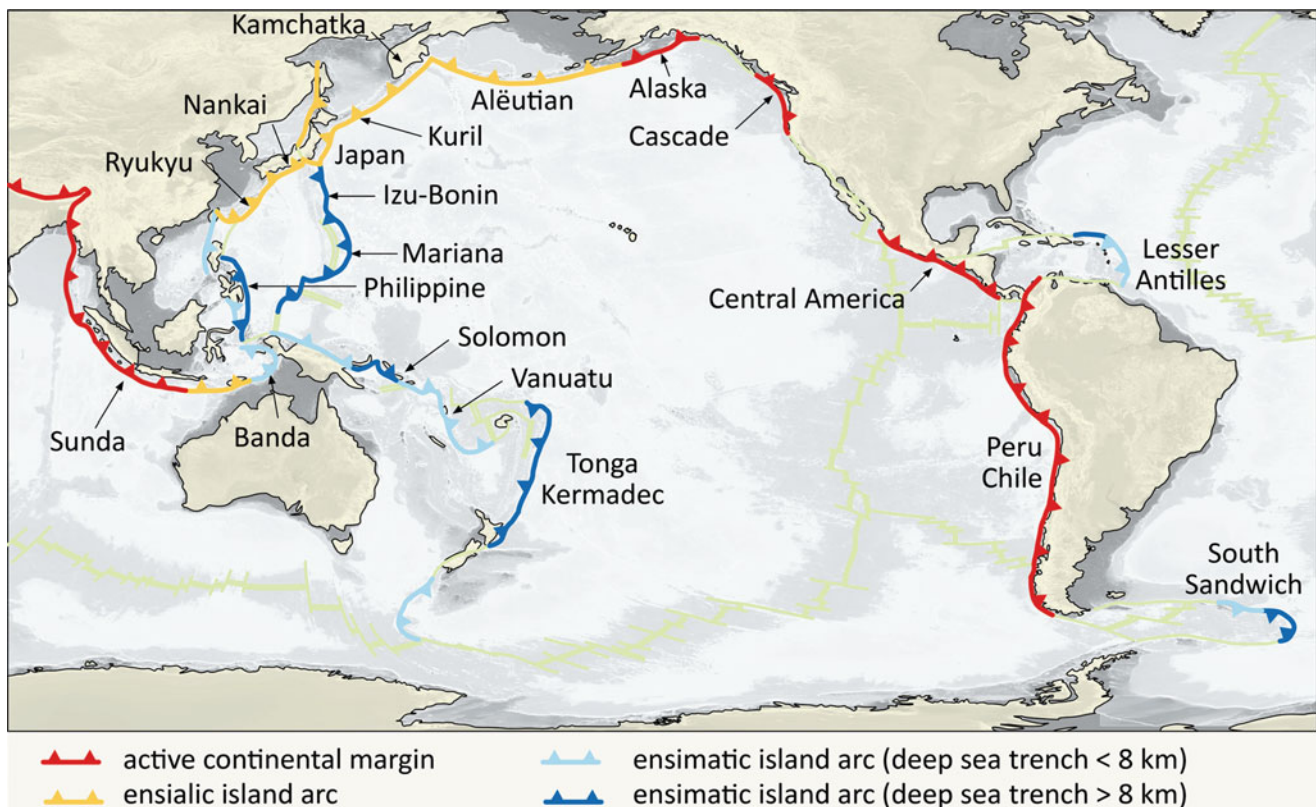 Kamchatka
Nankai
Alëutian
Alaska
Kuril
Cascade
Ryukyu
Japan
Izu-Bonin
Mariana
Philippine
Lesser
Antilles
Central America
Solomon
Vanuatu
Sunda
Banda
Tonga
Kermadec
Peru
Chile
South
Sandwich
active continental margin
ensimatic island arc (deep sea trench < 8 km)
ensialic island arc
ensimatic island arc (deep sea trench > 8 km)